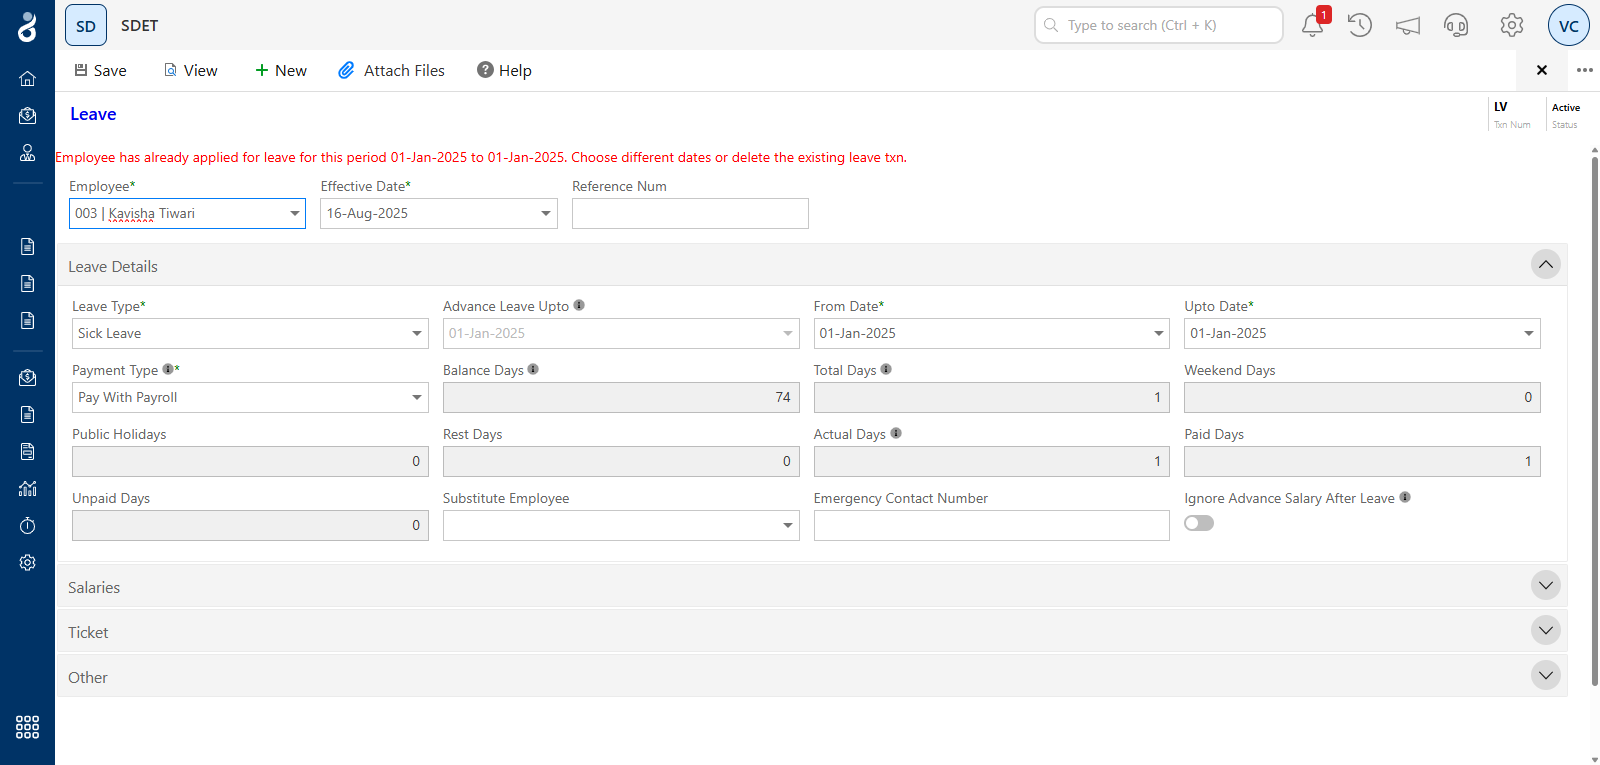 SD SDET Type to search (Ctrl + K) 1 VC
Save View New Attach Files Help
Leave LV Active
Txn Num Status
Employee has already applied for leave for this period 01-Jan-2025 to 01-Jan-2025. Choose different dates or delete the existing leave txn.
Employee* Effective Date* Reference Num
003 | Kavisha Tiwari 16-Aug-2025
Leave Details
Leave Type* Advance Leave Upto From Date* Upto Date*
Sick Leave 01-Jan-2025 01-Jan-2025 01-Jan-2025
Payment Type * Balance Days Total Days Weekend Days
Pay With Payroll 74 1 0
Public Holidays Rest Days Actual Days Paid Days
0 0 1 1
Unpaid Days Substitute Employee Emergency Contact Number Ignore Advance Salary After Leave
0
Salaries
Ticket
Other